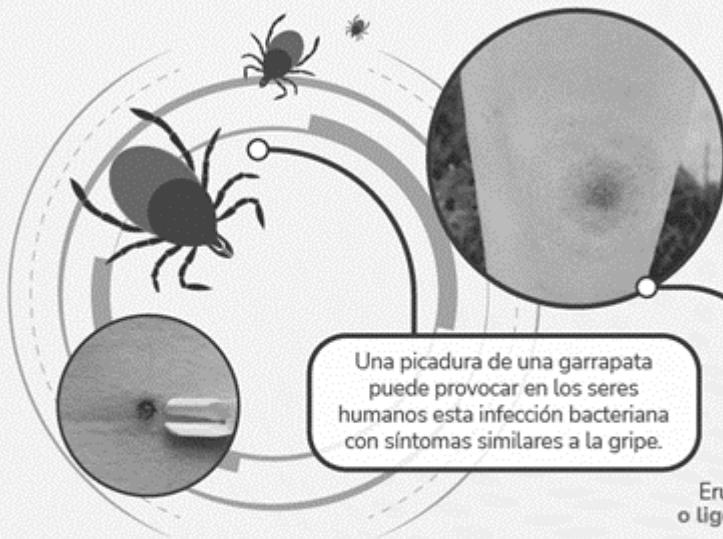 Una picadura de una garrapata
puede provocar en los seres
humanos esta infección bacteriana
con síntomas similares a la gripe.
o